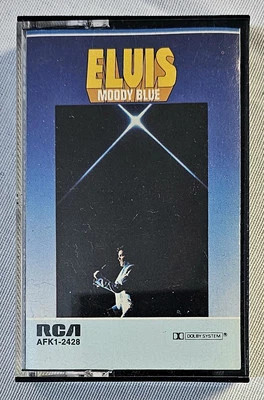 ELVIS
MOODY BLUE
RCA
AFK1-2428
DOLBY SYSTEM ®